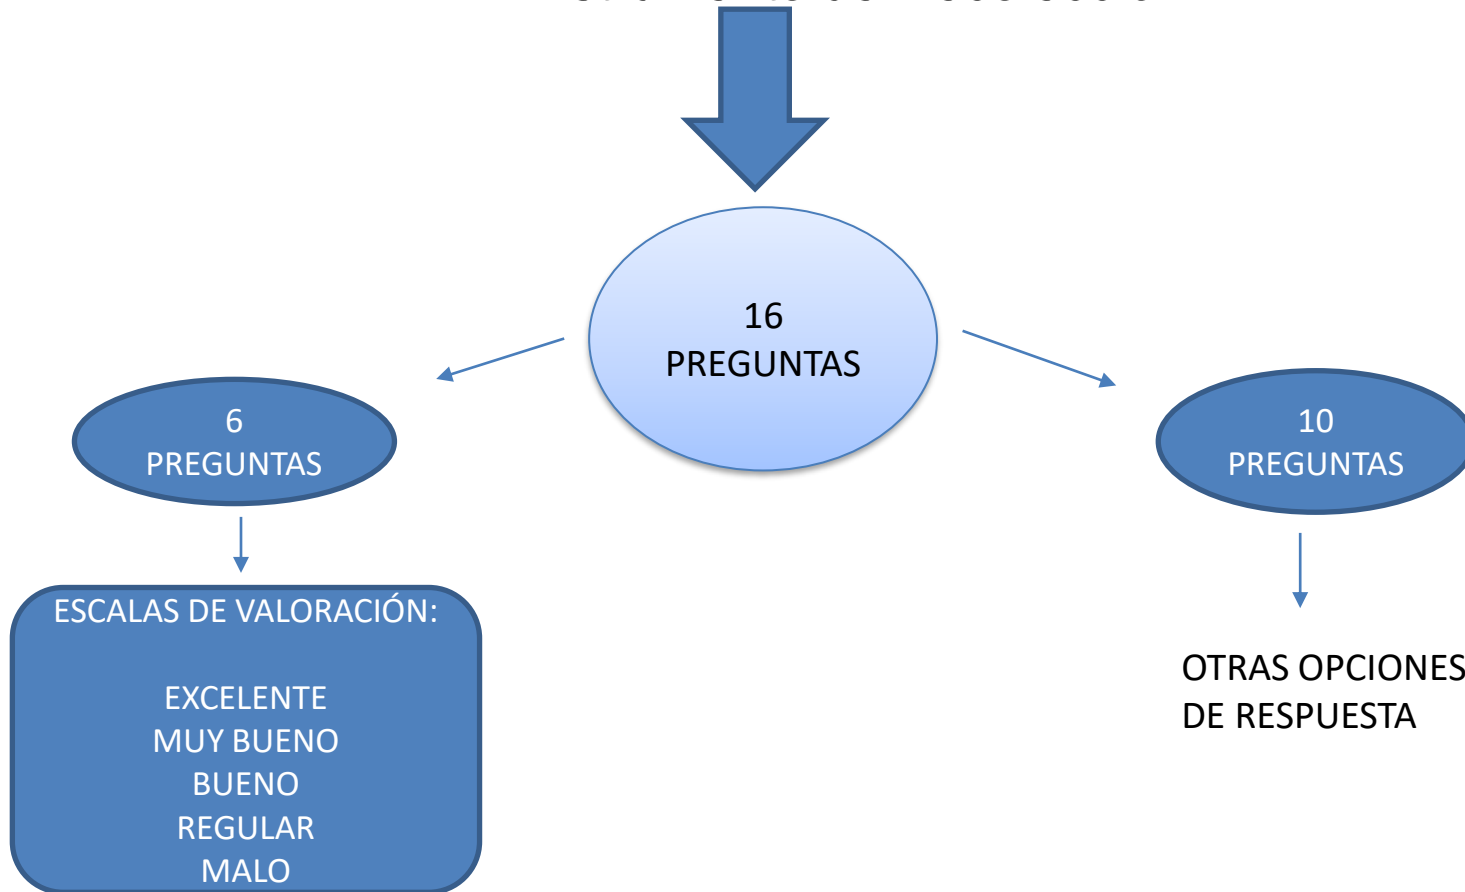 16
PREGUNTAS
6
PREGUNTAS
10
PREGUNTAS
ESCALAS DE VALORACIÓN:
EXCELENTE
MUY BUENO
BUENO
REGULAR
MALO
OTRAS OPCIONES
DE RESPUESTA